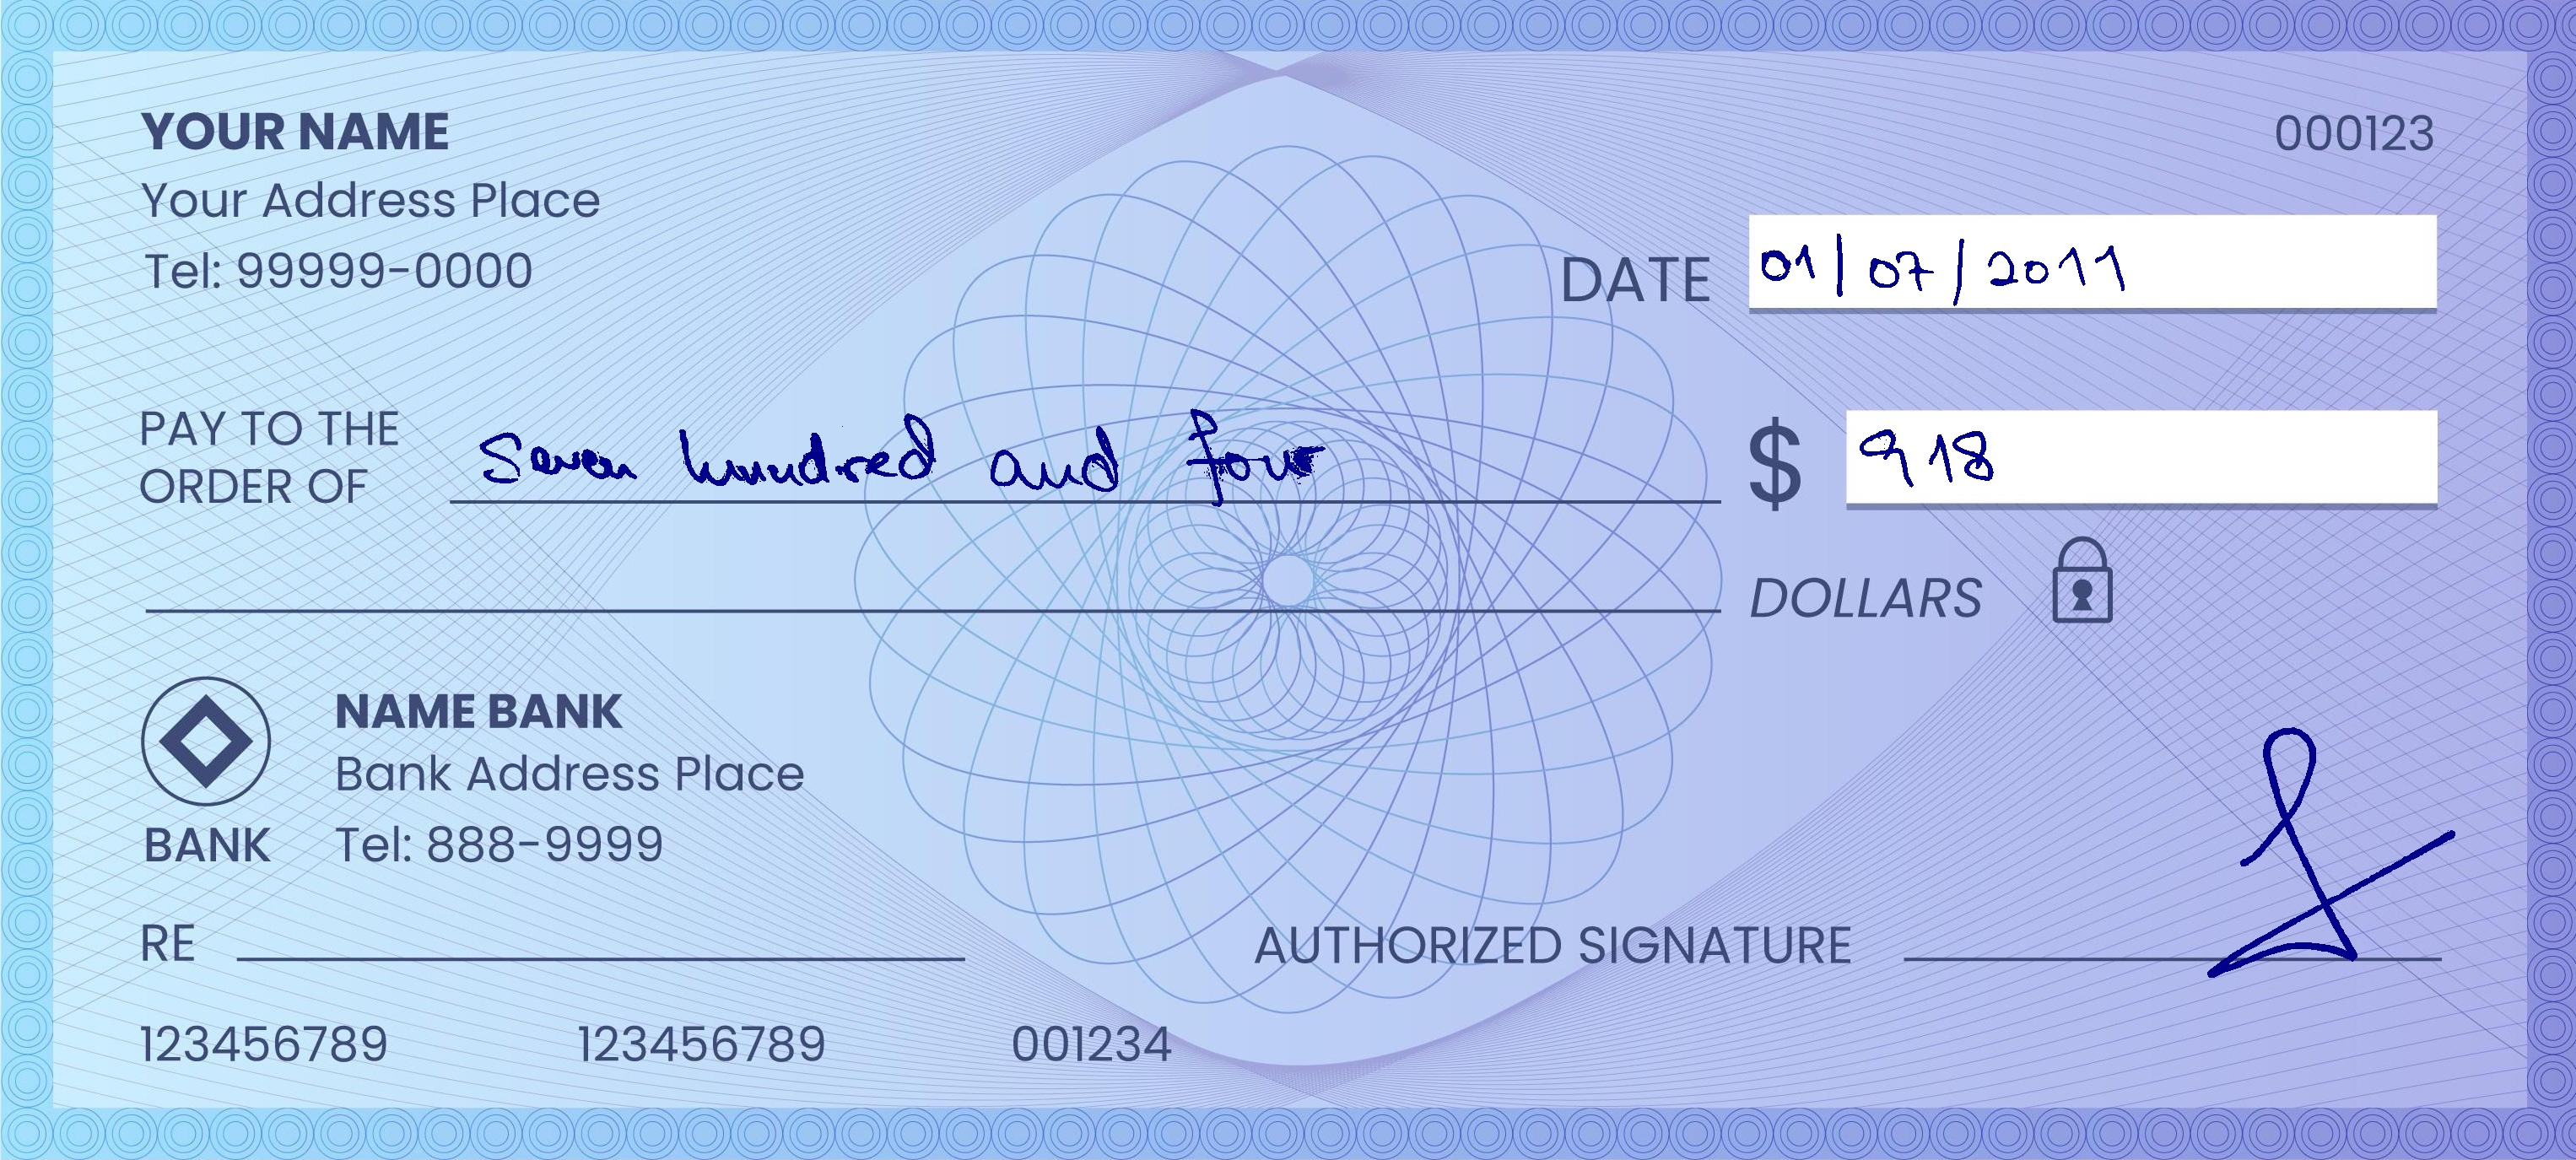 YOUR NAME
000123
Your Address Place
Tel: 99999-0000
DATE 01/07/2011
PAY TO THE
ORDER OF Seven hundred and four $ 918
DOLLARS
NAME BANK
Bank Address Place
BANK Tel: 888-9999
RE AUTHORIZED SIGNATURE
123456789 123456789 001234